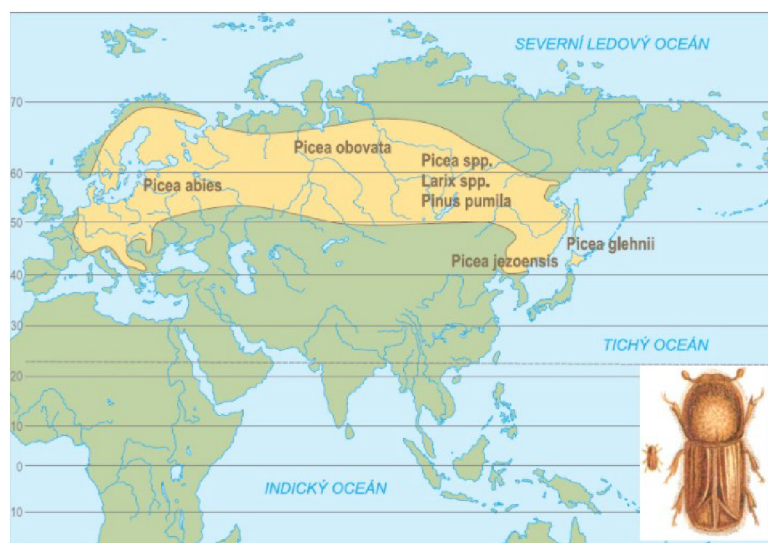 SEVERNÍ LEDOVÝ OCEÁN
70
Picea obovata
Picea spp.
60
Larix spp.
Picea abies
Pinus pumila
50
Picea glehnii
Picea jezoensis
40
30
TICHÝ OCEÁN
20
10
0
INDICKÝ OCEÁN
10